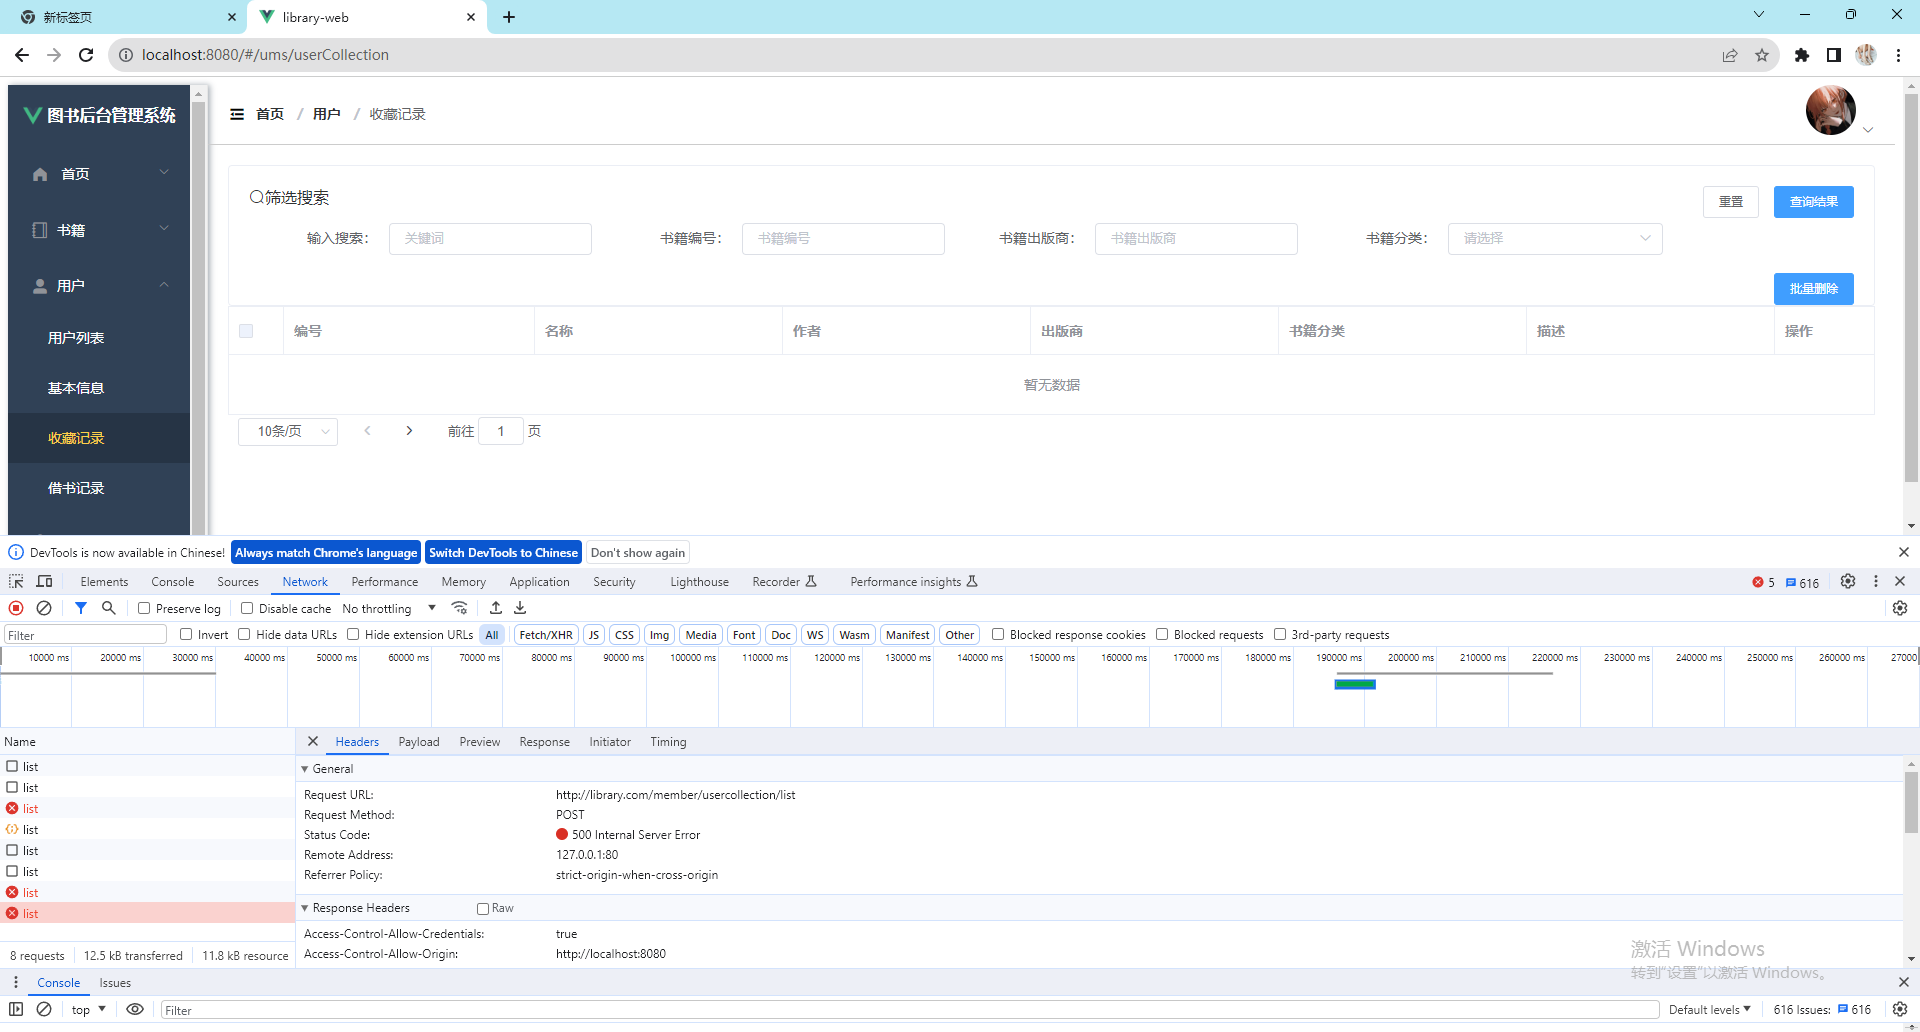 新标签页
library-web
localhost:8080/#/ums/userCollection
图书后台管理系统
首页 / 用户 / 收藏记录
首页
书籍
用户
用户列表
基本信息
收藏记录
借书记录
筛选搜索
重置
查询结果
输入搜索： 关键词
书籍编号： 书籍编号
书籍出版商： 书籍出版商
书籍分类： 请选择
批量删除
编号 名称 作者 出版商 书籍分类 描述 操作
暂无数据
10条/页 前往 1 页
DevTools is now available in Chinese! Always match Chrome's language Switch DevTools to Chinese Don't show again
Elements Console Sources Network Performance Memory Application Security Lighthouse Recorder Performance insights 5 616
Preserve log Disable cache No throttling
Filter Invert Hide data URLs Hide extension URLs All Fetch/XHR JS CSS Img Media Font Doc WS Wasm Manifest Other Blocked response cookies Blocked requests 3rd-party requests
10000 ms 20000 ms 30000 ms 40000 ms 50000 ms 60000 ms 70000 ms 80000 ms 90000 ms 100000 ms 110000 ms 120000 ms 130000 ms 140000 ms 150000 ms 160000 ms 170000 ms 180000 ms 190000 ms 200000 ms 210000 ms 220000 ms 230000 ms 240000 ms 250000 ms 260000 ms 27000
Name
list
list
list
list
list
list
list
list
8 requests 12.5 kB transferred 11.8 kB resource
Headers Payload Preview Response Initiator Timing
General
Request URL: http://library.com/member/usercollection/list
Request Method: POST
Status Code: 500 Internal Server Error
Remote Address: 127.0.0.1:80
Referrer Policy: strict-origin-when-cross-origin
Response Headers Raw
Access-Control-Allow-Credentials: true
Access-Control-Allow-Origin: http://localhost:8080
激活 Windows
转到"设置"以激活 Windows。
Console Issues
top Filter Default levels 616 Issues: 616